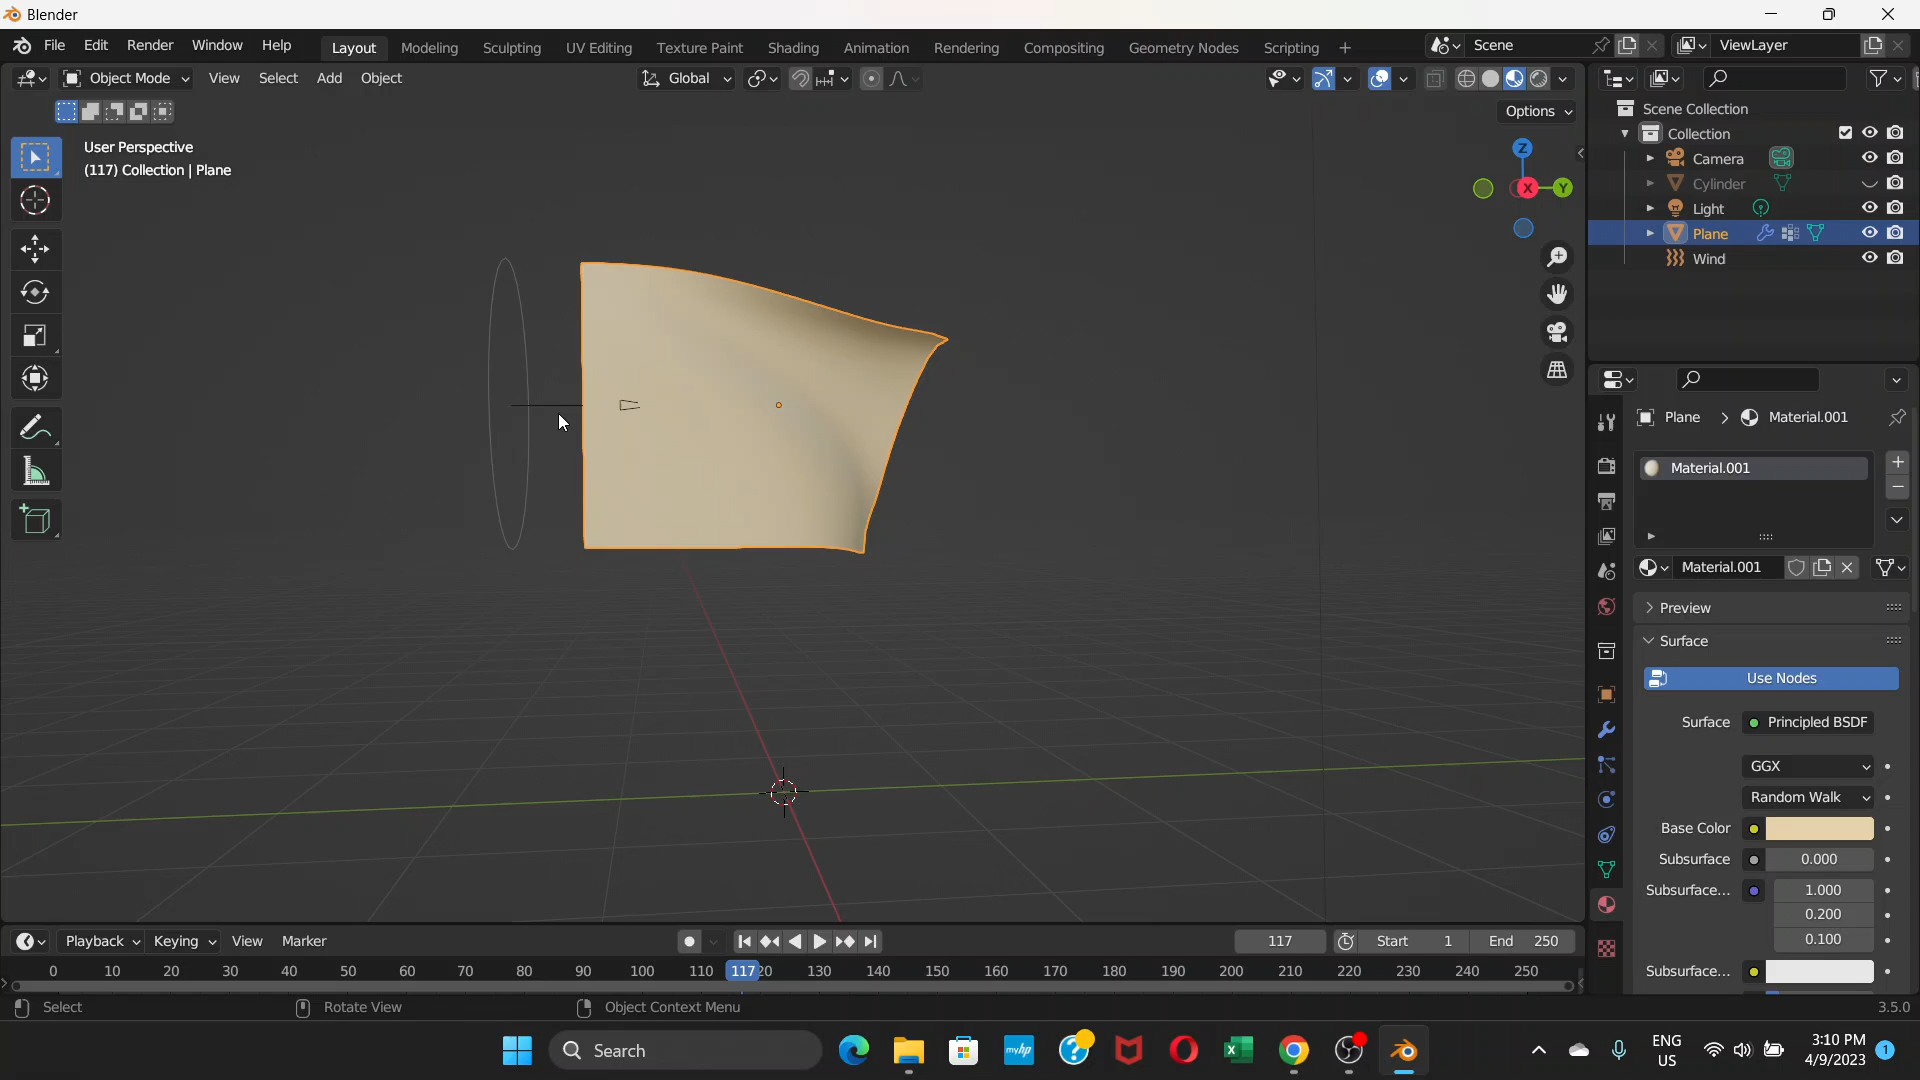 Blender
File Edit Render Window Help Layout Modeling Sculpting UV Editing Texture Paint Shading Animation Rendering Compositing Geometry Nodes Scripting + Scene ViewLayer
Object Mode View Select Add Object Global
Options
User Perspective
(117) Collection | Plane
Z
X
Y
Scene Collection
Collection
Camera
Cylinder
Light
Plane
Wind
Plane > Material.001
Material.001
Material.001
Preview
Surface
Use Nodes
Surface Principled BSDF
GGX
Random Walk
Base Color
Subsurface 0.000
Subsurface... 1.000
0.200
0.100
Subsurface...
Playback Keying View Marker 117 Start 1 End 250
0 10 20 30 40 50 60 70 80 90 100 110 117 20 130 140 150 160 170 180 190 200 210 220 230 240 250
Select Rotate View Object Context Menu 3.5.0
Search
myhp
ENG
US
3:10 PM
4/9/2023
1